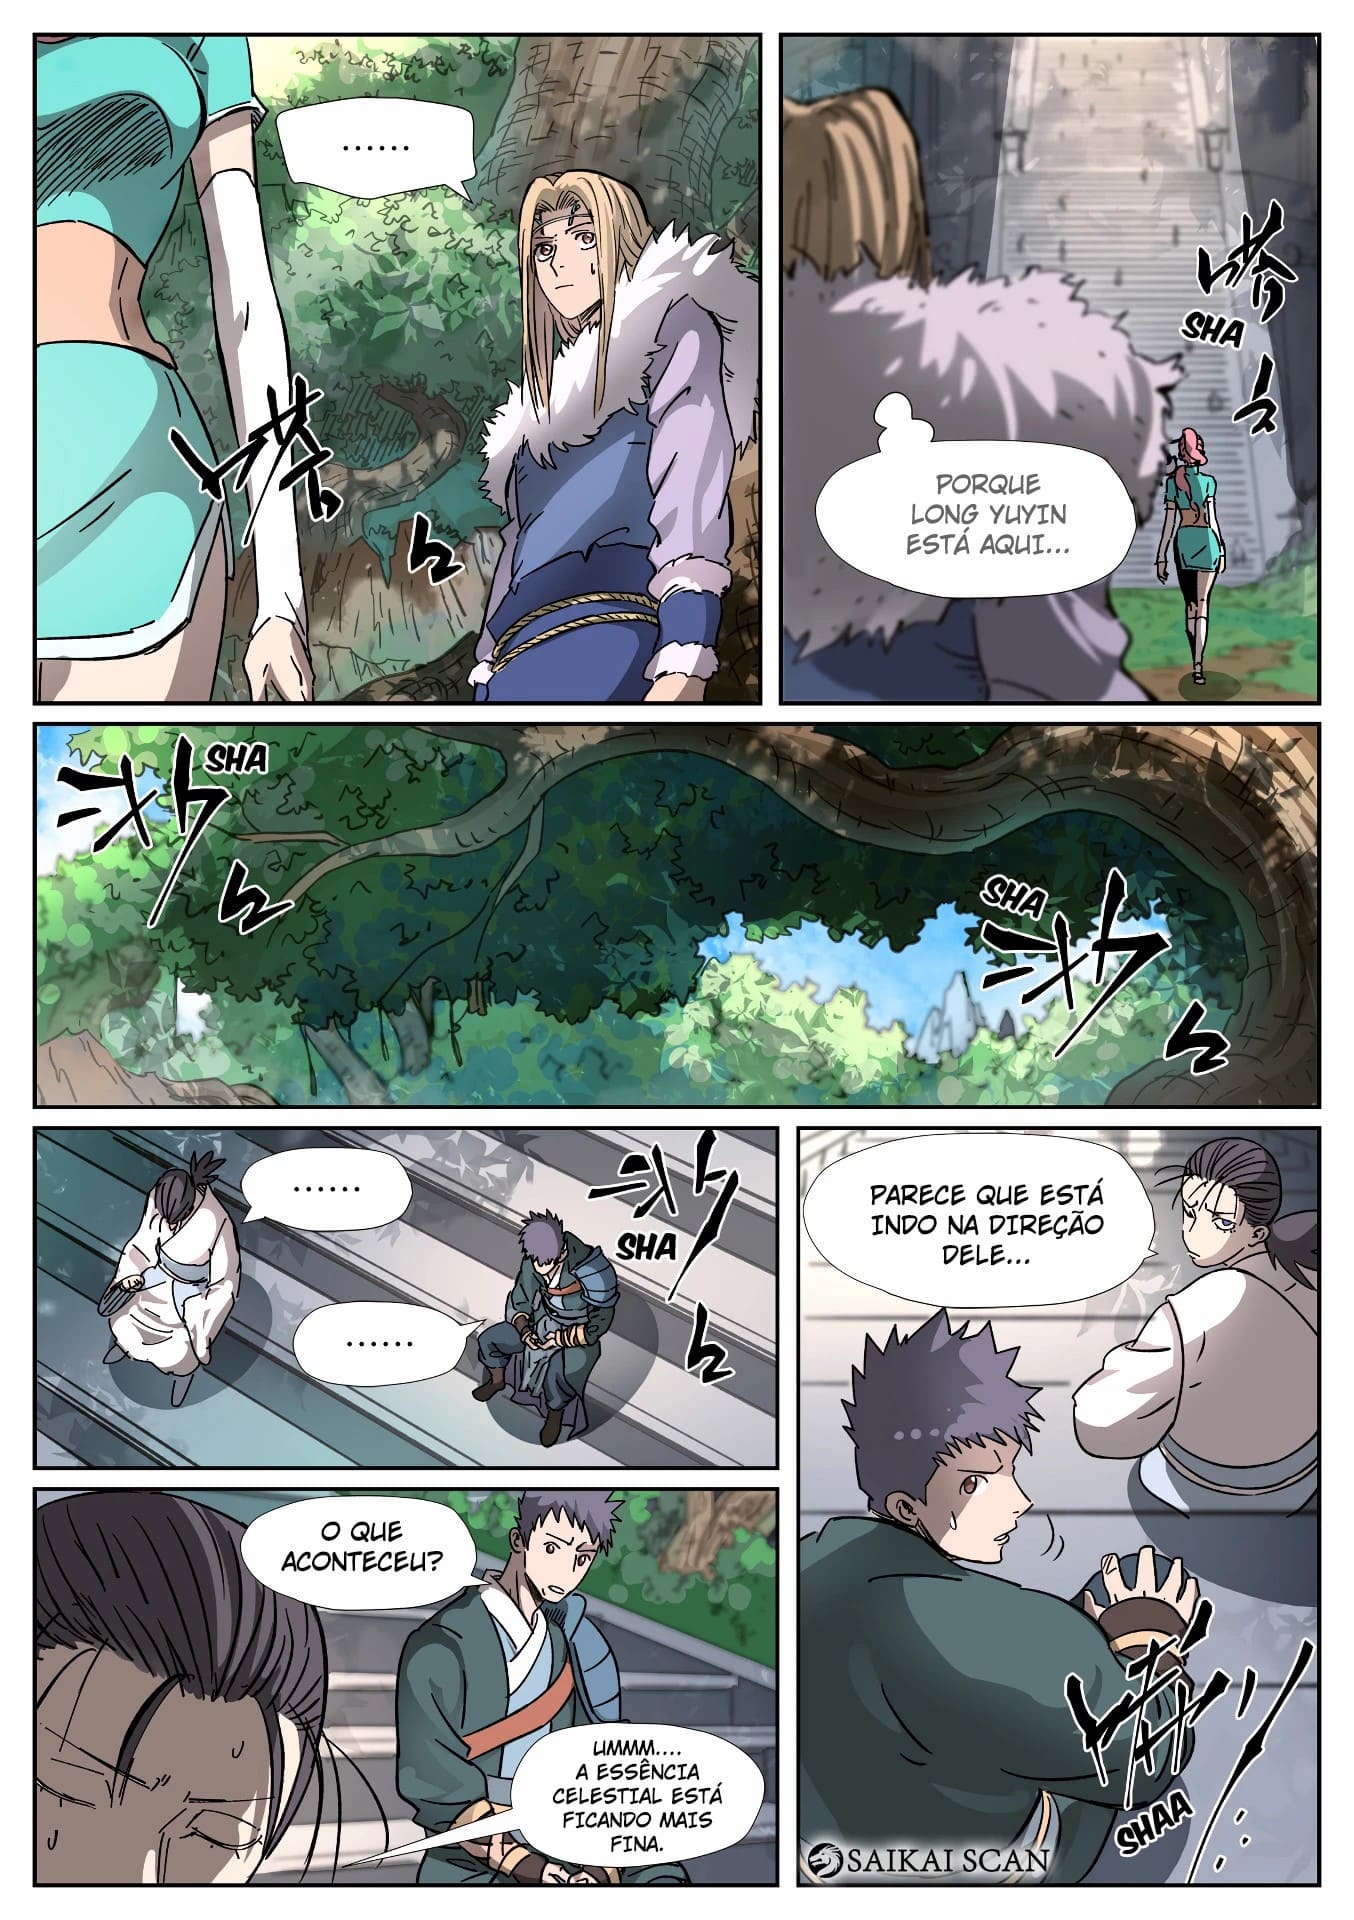 ......
SHA
PORQUE
LONG YUYIN
ESTÁ AQUI...
SHA
SHA
......
SHA
......
O QUE
ACONTECEU?
UMMM....
A ESSÊNCIA
CELESTIAL ESTÁ
FICANDO MAIS
FINA.
PARECE QUE ESTÁ
INDO NA DIREÇÃO
DELE...
SHAA
SAIKAI SCAN